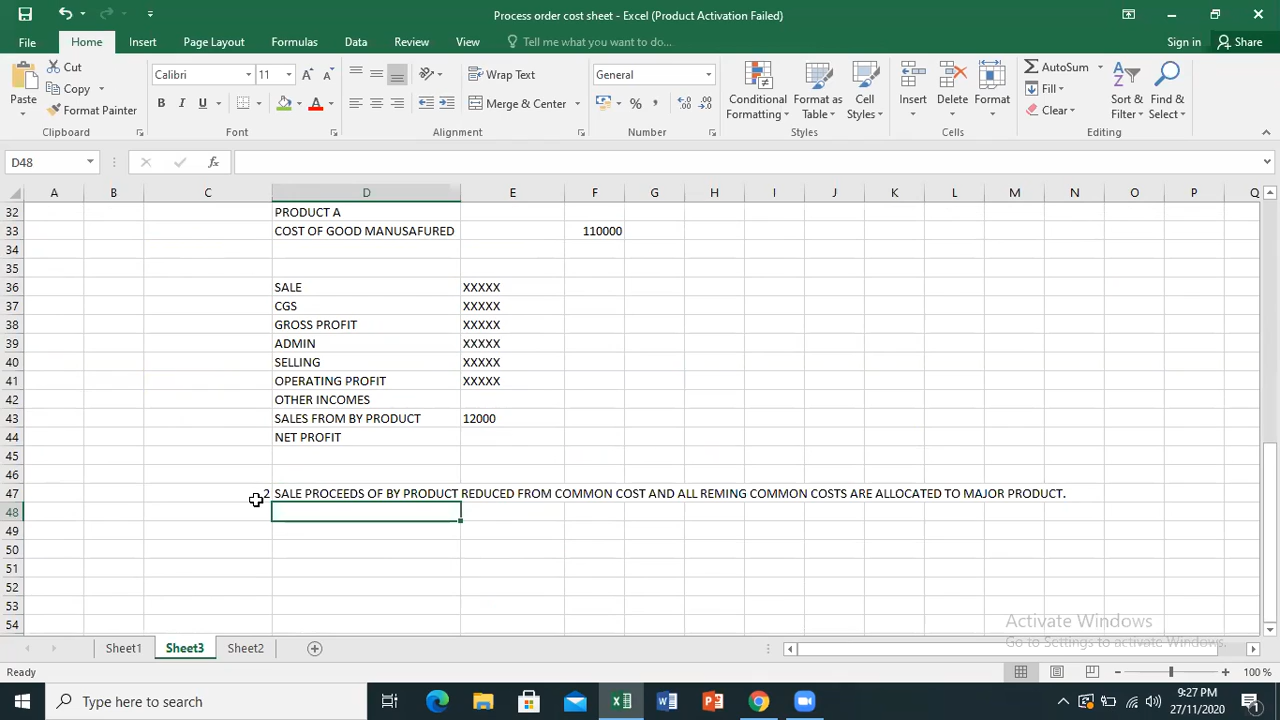 Process order cost sheet - Excel (Product Activation Failed)
File Home Insert Page Layout Formulas Data Review View Tell me what you want to do... Sign in Share
Paste Cut Copy Format Painter Clipboard
Calibri 11 A A B I U A Font
Wrap Text Merge & Center Alignment
General % , Number
Conditional Formatting Format as Table Cell Styles Styles
Insert Delete Format Cells
AutoSum Fill Clear Sort & Filter Find & Select Editing
D48 fx
A B C D E F G H I J K L M N O P Q
32 PRODUCT A
33 COST OF GOOD MANUSAFURED 110000
34
35
36 SALE XXXXX
37 CGS XXXXX
38 GROSS PROFIT XXXXX
39 ADMIN XXXXX
40 SELLING XXXXX
41 OPERATING PROFIT XXXXX
42 OTHER INCOMES
43 SALES FROM BY PRODUCT 12000
44 NET PROFIT
45
46
47 2 SALE PROCEEDS OF BY PRODUCT REDUCED FROM COMMON COST AND ALL REMING COMMON COSTS ARE ALLOCATED TO MAJOR PRODUCT.
48
49
50
51
52
53
54
Activate Windows
Go to Settings to activate Windows.
Sheet1 Sheet3 Sheet2
Ready 100 %
Type here to search
9:27 PM
27/11/2020